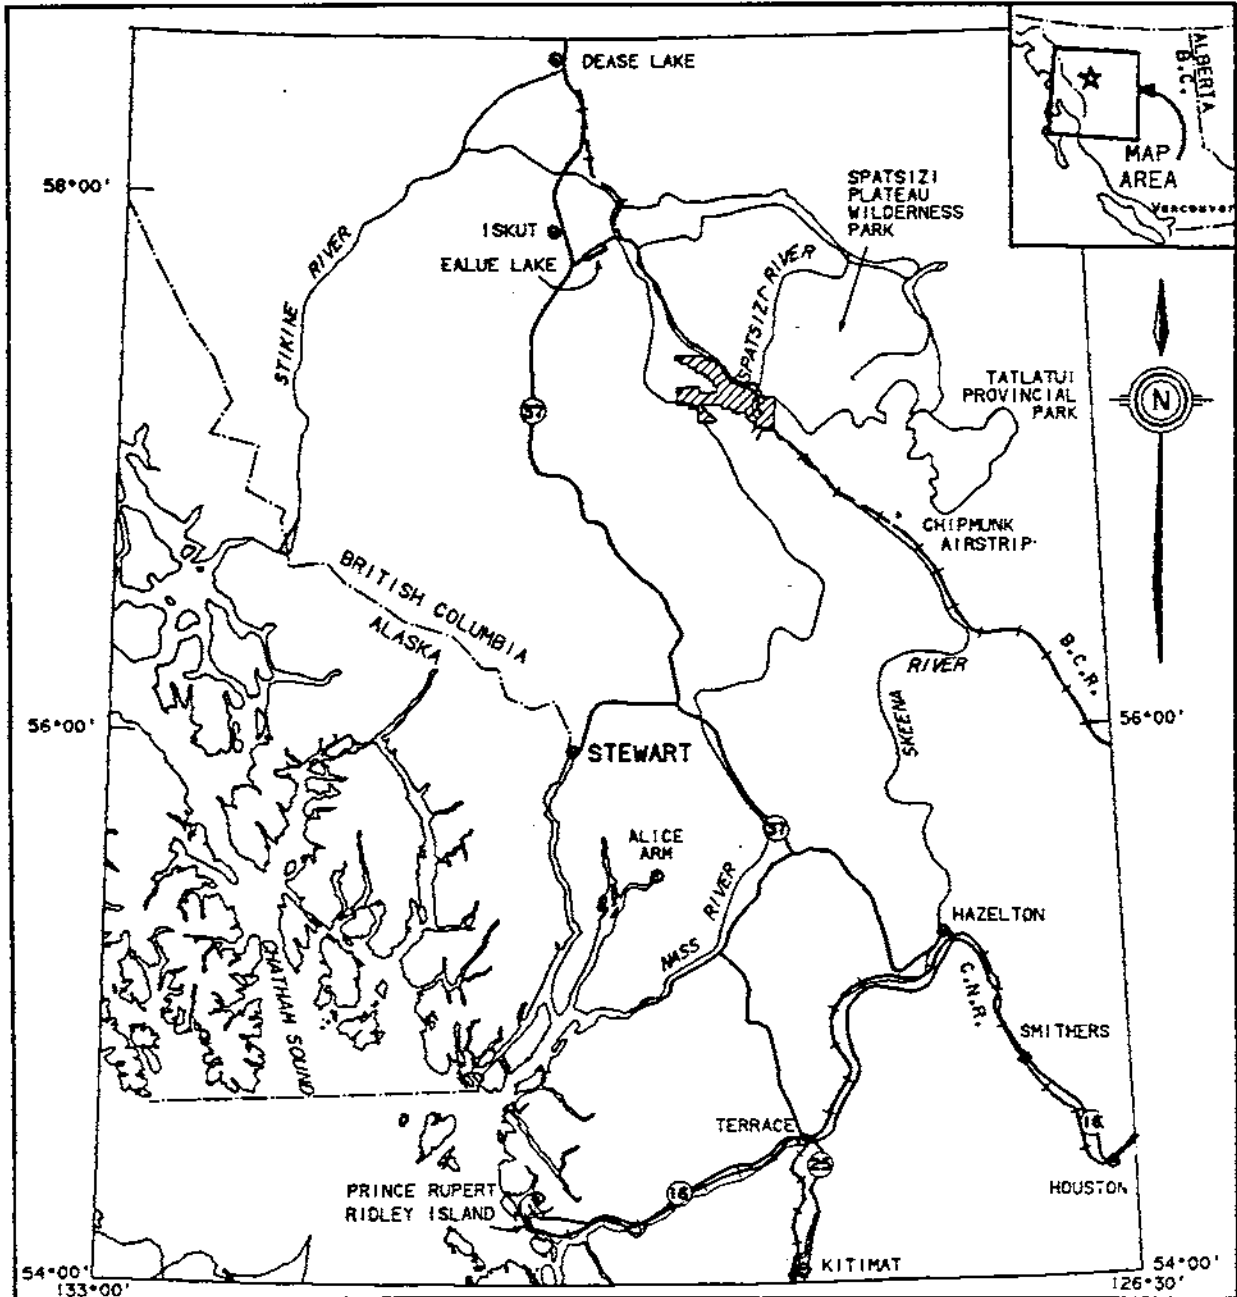 DEASE LAKE
ALBERTA
B.C.
MAP
AREA
Vancouver
58°00'
SPATSIZI
PLATEAU
WILDERNESS
PARK
ISKUT
EALUE LAKE
STIKINE RIVER
SPATSIZI RIVER
TATLATUI
PROVINCIAL
PARK
N
37
CHIPMUNK
AIRSTRIP
BRITISH COLUMBIA
ALASKA
RIVER
SKEENA
B.C.R.
56°00'
56°00'
STEWART
37
ALICE
ARM
NASS RIVER
HAZELTON
C.N.R.
CHATHAM SOUND
SMITHERS
TERRACE
16
25
HOUSTON
PRINCE RUPERT
RIDLEY ISLAND
16
KITIMAT
54°00'
133°00'
54°00'
126°30'